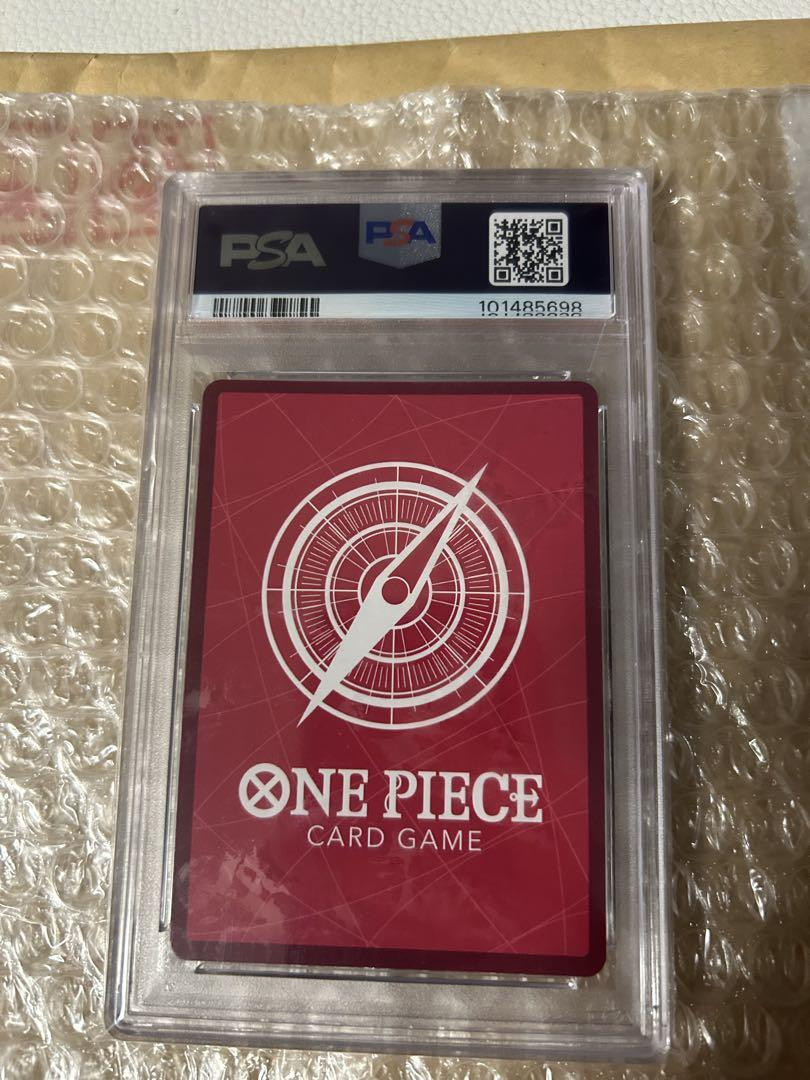 PSA
PSA
101485698
ONE PIECE
CARD GAME